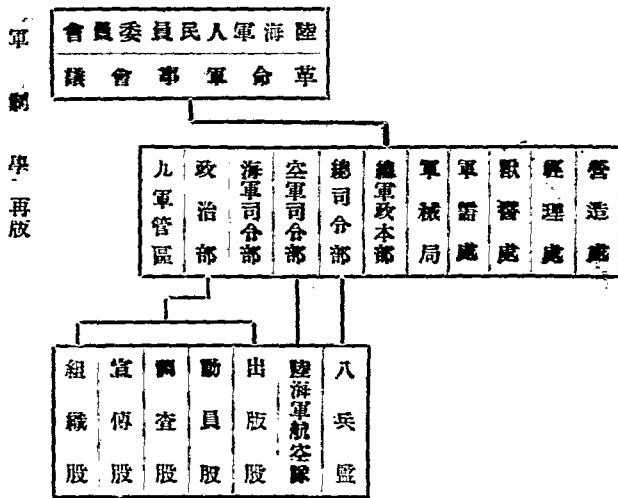 陸海軍人民員委員會
革命軍事會議
營造處
經理處
獸醫處
軍醫處
軍械局
總軍政本部
總司令部
空軍司令部
海軍司令部
政治部
九軍管區
八兵監
陸海軍航空隊
出版股
動員股
調查股
宣傳股
組織股
軍制學 再版